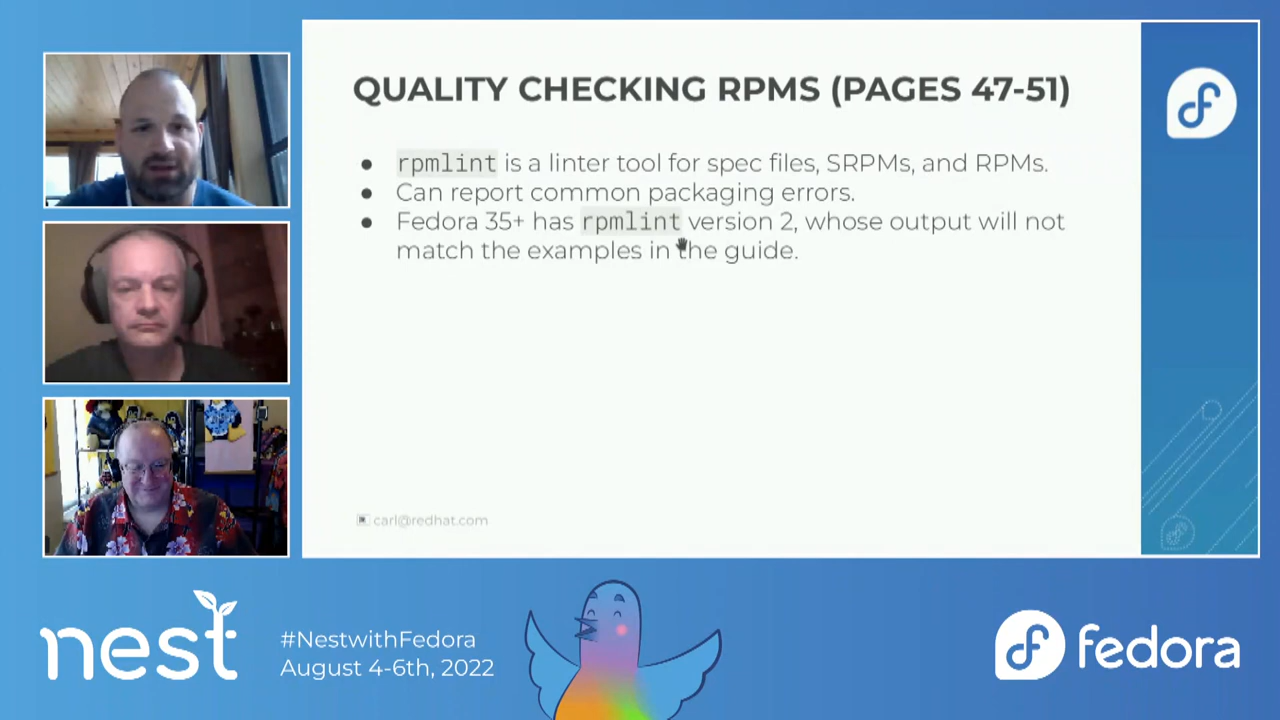 QUALITY CHECKING RPMS (PAGES 47-51)
● rpmlint is a linter tool for spec files, SRPMs, and RPMs.
● Can report common packaging errors.
● Fedora 35+ has rpmlint version 2, whose output will not
match the examples in the guide.
carl@redhat.com
nest
#NestwithFedora
August 4-6th, 2022
fedora